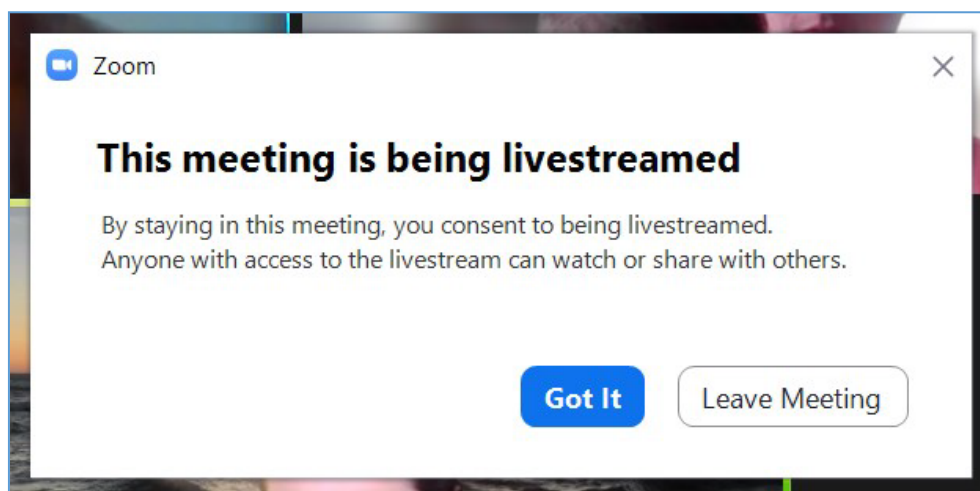 Zoom
This meeting is being livestreamed
By staying in this meeting, you consent to being livestreamed.
Anyone with access to the livestream can watch or share with others.
Got It
Leave Meeting